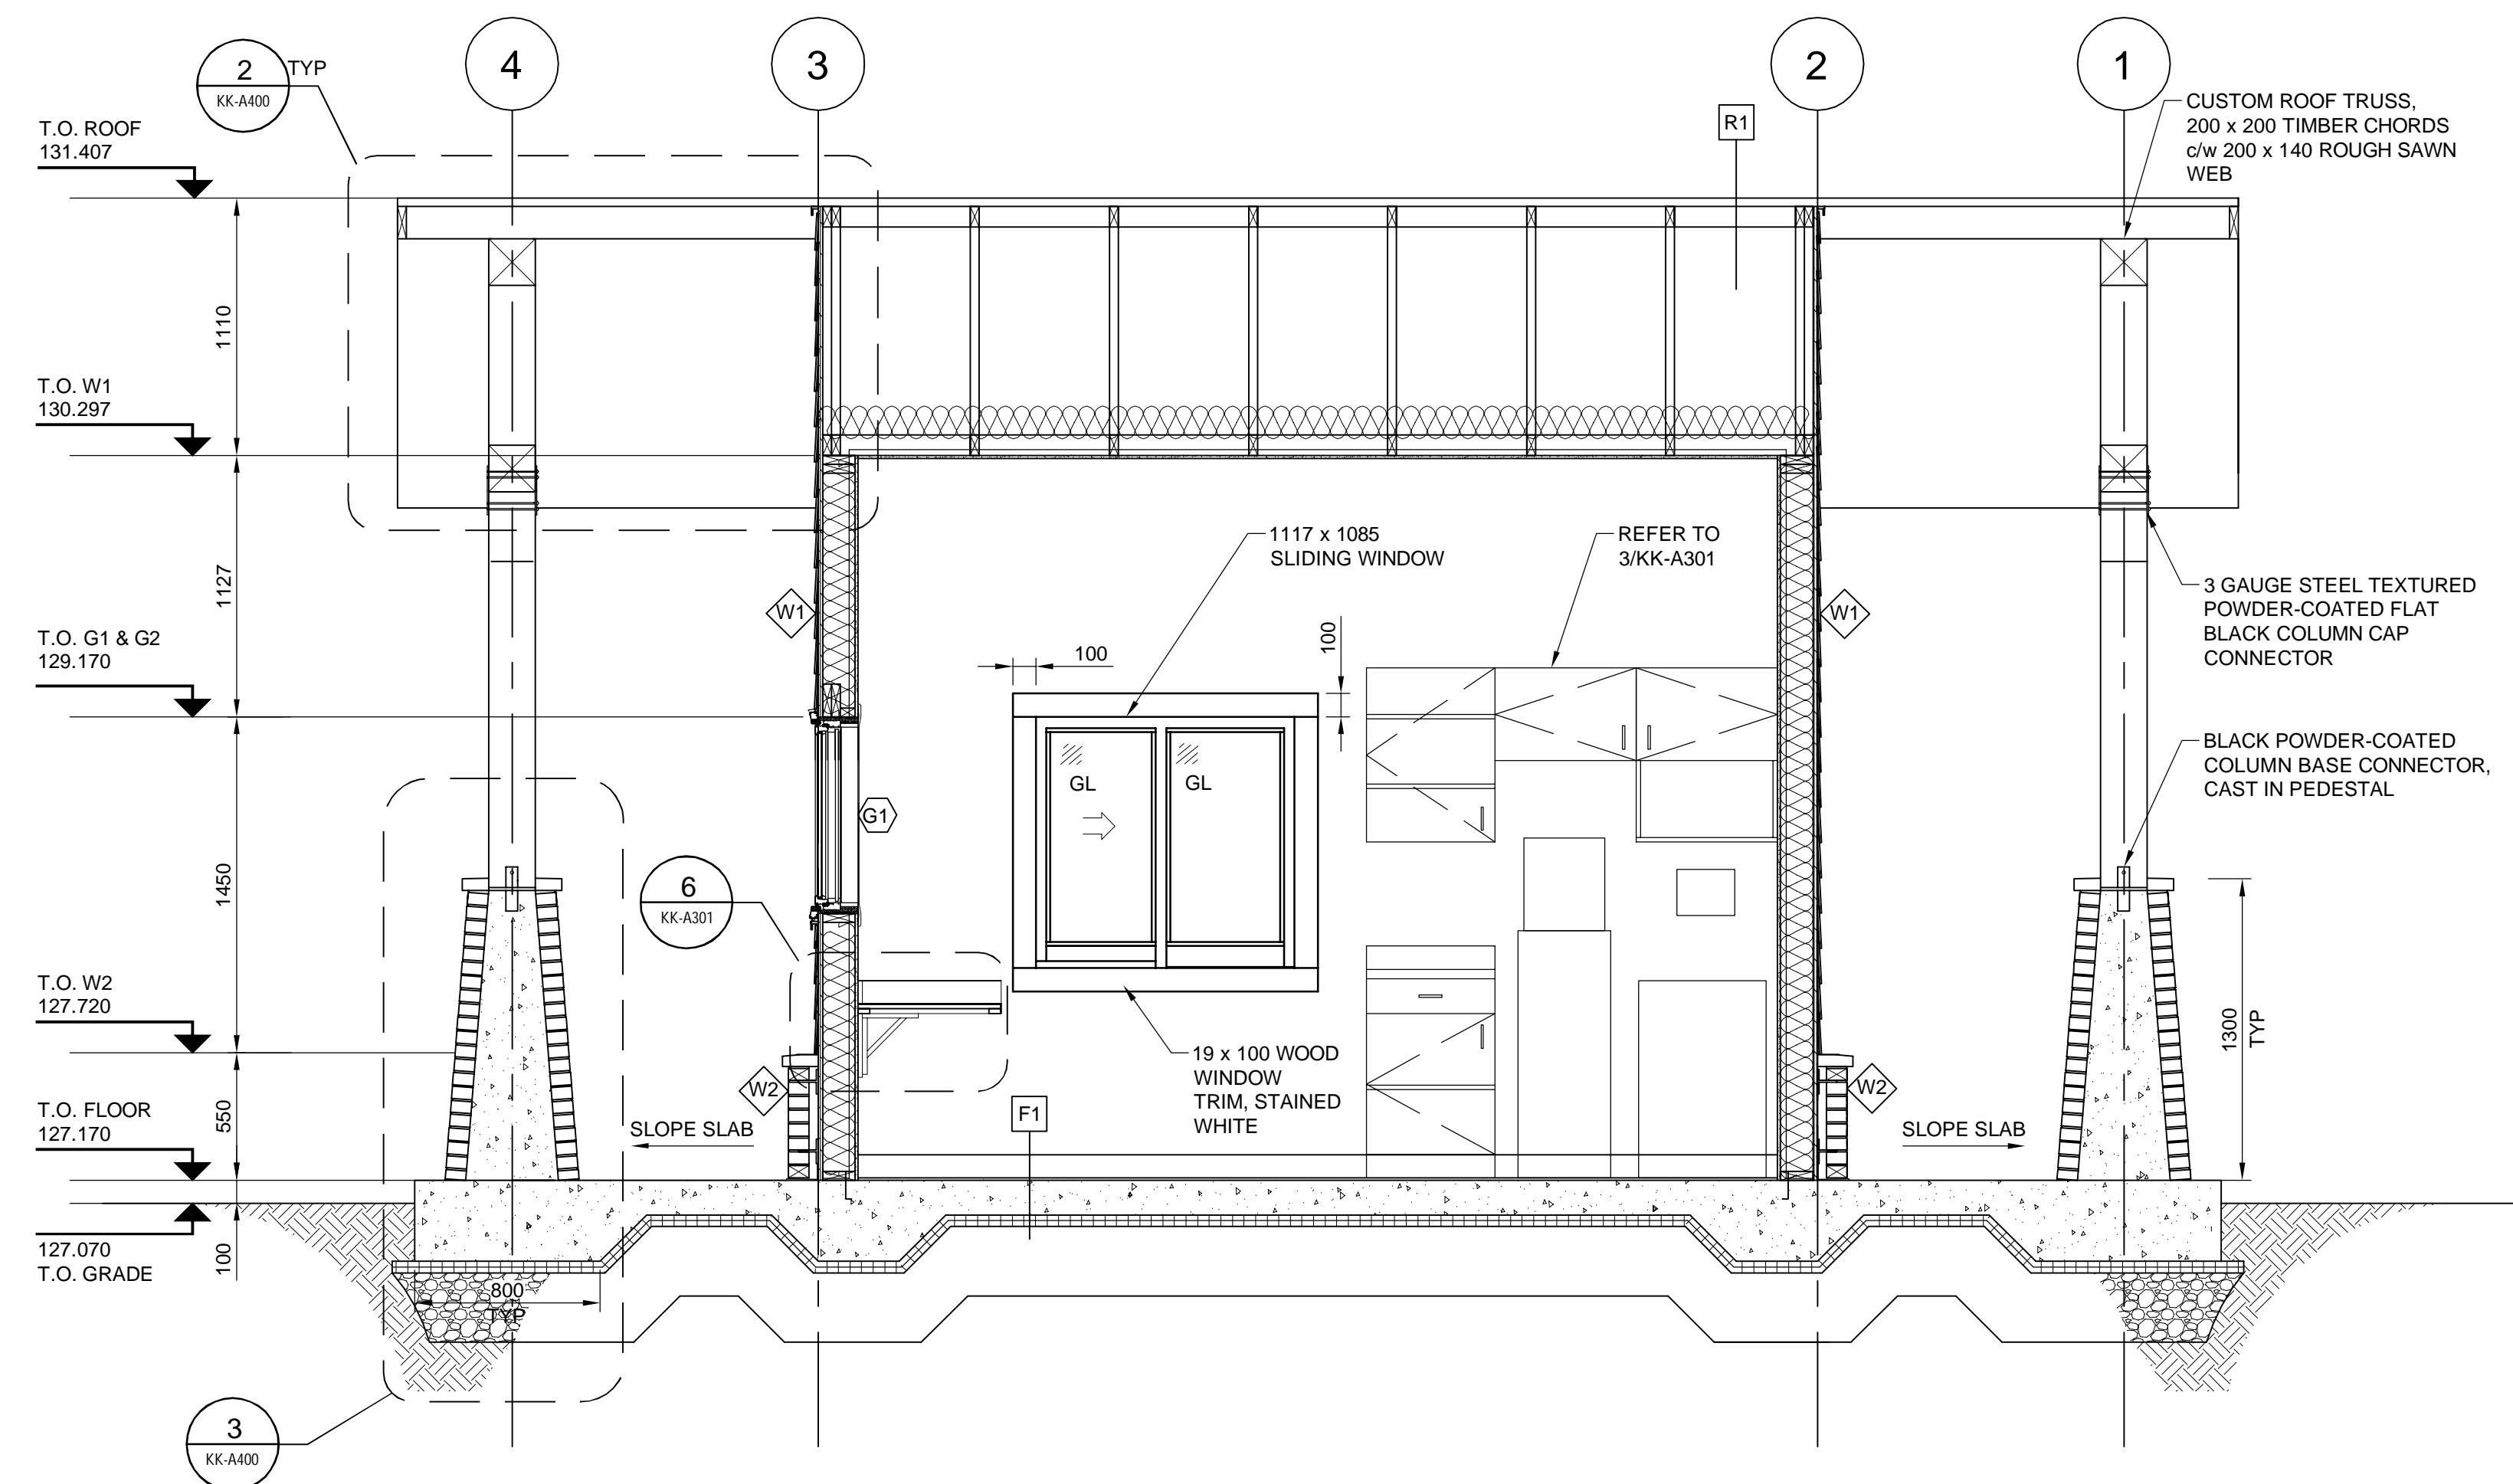 4
3
2
1
2
KK-A400
TYP
T.O. ROOF
131.407
R1
CUSTOM ROOF TRUSS,
200 x 200 TIMBER CHORDS
c/w 200 x 140 ROUGH SAWN
WEB
1110
T.O. W1
130.297
1127
1117 x 1085
SLIDING WINDOW
REFER TO
3/KK-A301
W1
W1
3 GAUGE STEEL TEXTURED
POWDER-COATED FLAT
BLACK COLUMN CAP
CONNECTOR
T.O. G1 & G2
129.170
100
100
GL
GL
G1
BLACK POWDER-COATED
COLUMN BASE CONNECTOR,
CAST IN PEDESTAL
1450
6
KK-A301
T.O. W2
127.720
1300
TYP
19 x 100 WOOD
WINDOW
TRIM, STAINED
WHITE
W2
W2
F1
T.O. FLOOR
127.170
550
SLOPE SLAB
SLOPE SLAB
127.070
T.O. GRADE
100
800
TYP
3
KK-A400